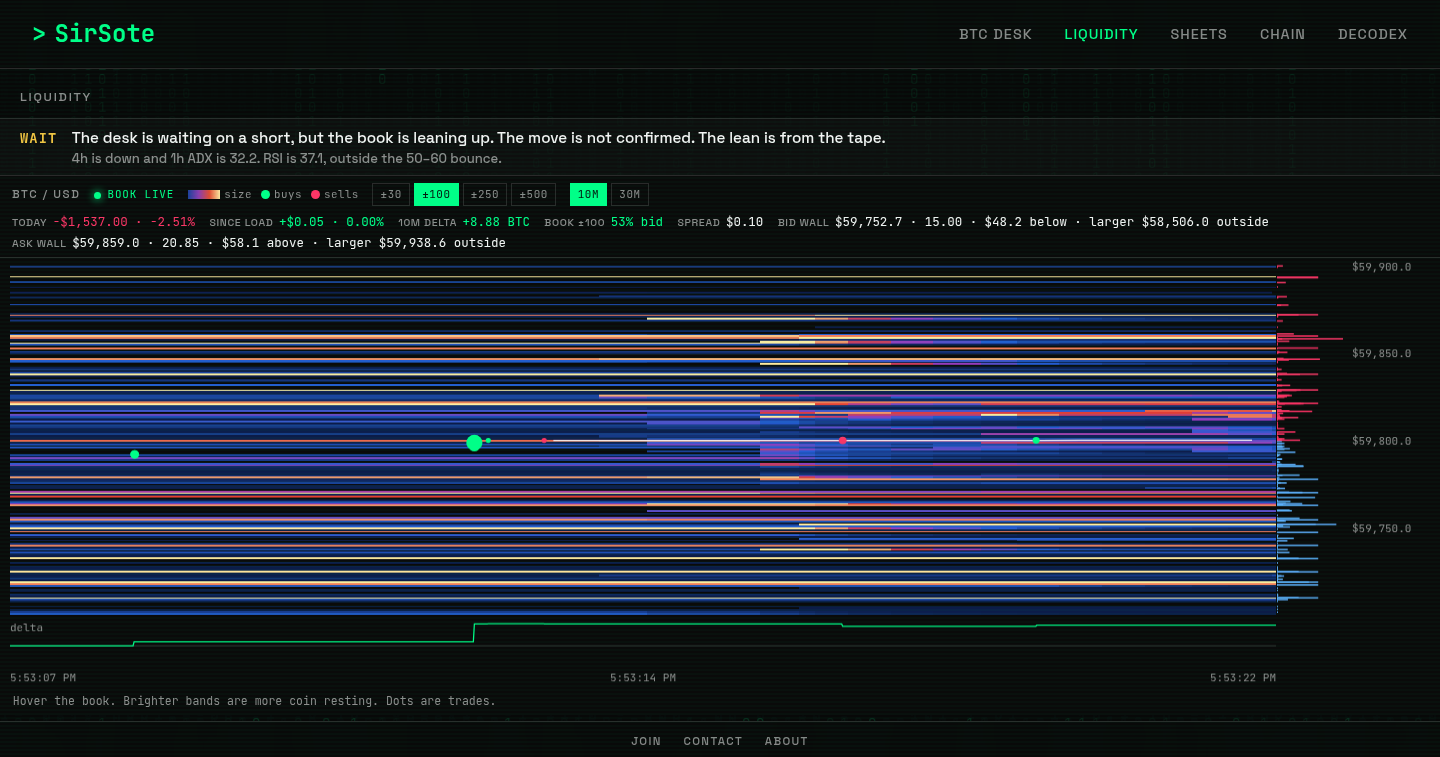 > SirSote
BTC DESK LIQUIDITY SHEETS CHAIN DECODEX
LIQUIDITY
WAIT The desk is waiting on a short, but the book is leaning up. The move is not confirmed. The lean is from the tape.
4h is down and 1h ADX is 32.2. RSI is 37.1, outside the 50–60 bounce.
BTC / USD BOOK LIVE size buys sells ±30 ±100 ±250 ±500 10M 30M
TODAY -$1,537.00 · -2.51% SINCE LOAD +$0.05 · 0.00% 10M DELTA +8.88 BTC BOOK ±100 53% bid SPREAD $0.10 BID WALL $59,752.7 · 15.00 · $48.2 below · larger $58,506.0 outside
ASK WALL $59,859.0 · 20.85 · $58.1 above · larger $59,938.6 outside
$59,900.0
$59,850.0
$59,800.0
$59,750.0
delta
5:53:07 PM 5:53:14 PM 5:53:22 PM
Hover the book. Brighter bands are more coin resting. Dots are trades.
JOIN CONTACT ABOUT